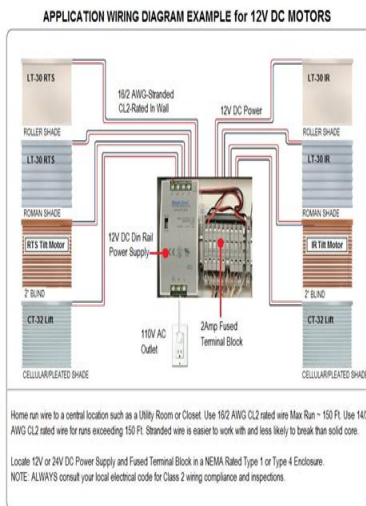 APPLICATION WIRING DIAGRAM EXAMPLE for 12V DC MOTORS
LT-30 RTS
ROLLER SHADE
16/2 AWG-Stranded
CL2-Rated In Wall
12V DC Power
LT-30 IR
ROLLER SHADE
LT-30 RTS
ROMAN SHADE
LT-30 IR
ROMAN SHADE
RTS Tilt Motor
2" BLIND
12V DC Din Rail
Power Supply
IR Tilt Motor
2" BLIND
CT-32 Lift
CELLULAR/PLEATED SHADE
110V AC
Outlet
2Amp Fused
Terminal Block
CT-32 Lift
CELLULAR/PLEATED SHADE
Home run wire to a central location such as a Utility Room or Closet. Use 16/2 AWG CL2 rated wire Max Run ~ 150 Ft. Use 14/
AWG CL2 rated wire for runs exceeding 150 Ft. Stranded wire is easier to work with and less likely to break than solid core.
Locate 12V or 24V DC Power Supply and Fused Terminal Block in a NEMA Rated Type 1 or Type 4 Enclosure.
NOTE: ALWAYS consult your local electrical code for Class 2 wiring compliance and inspections.